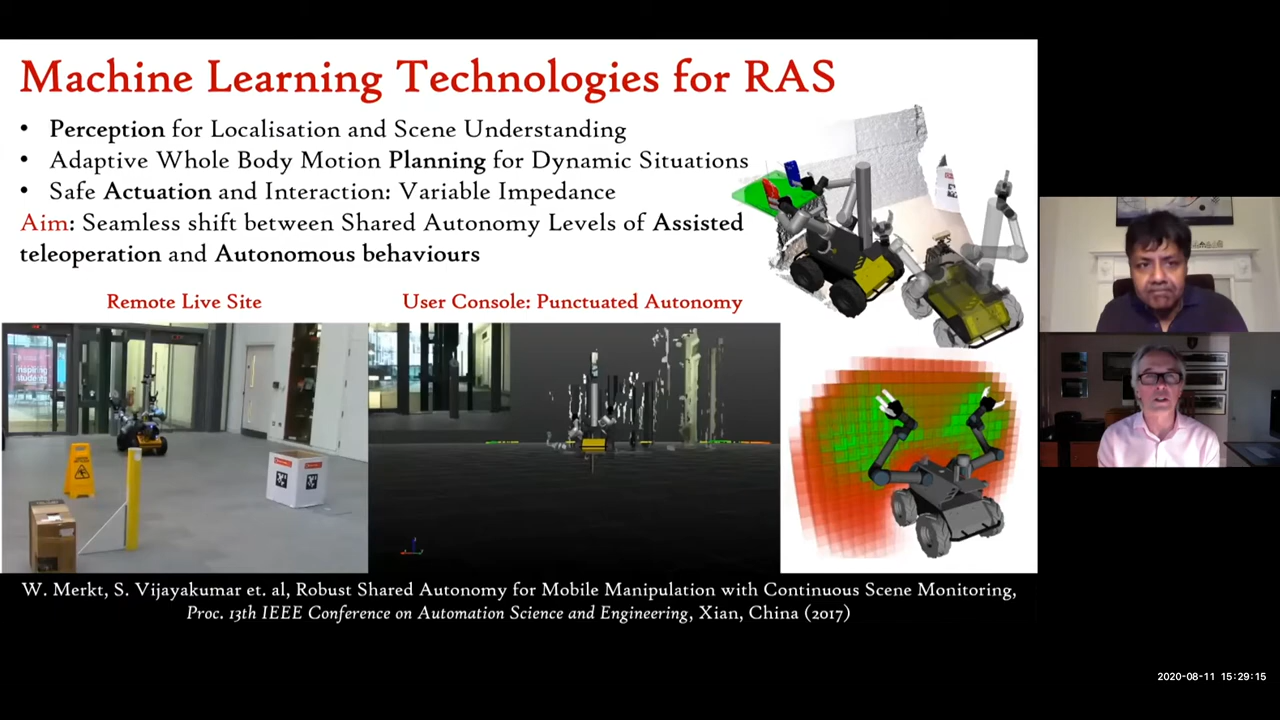 Machine Learning Technologies for RAS
• Perception for Localisation and Scene Understanding
• Adaptive Whole Body Motion Planning for Dynamic Situations
• Safe Actuation and Interaction: Variable Impedance
Aim: Seamless shift between Shared Autonomy Levels of Assisted
teleoperation and Autonomous behaviours
Remote Live Site
User Console: Punctuated Autonomy
inspiring
students
W. Merkt, S. Vijayakumar et. al, Robust Shared Autonomy for Mobile Manipulation with Continuous Scene Monitoring,
Proc. 13th IEEE Conference on Automation Science and Engineering, Xian, China (2017)
2020-08-11 15:29:15